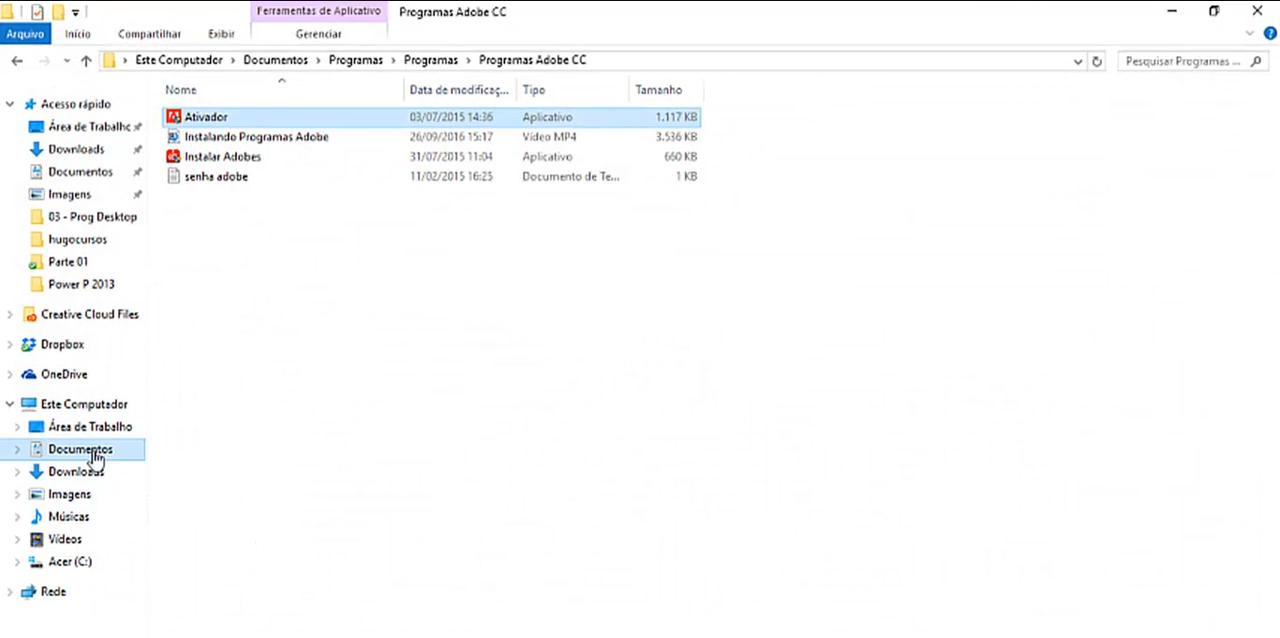 Ferramentas de Aplicativo
Programas Adobe CC
Arquivo
Início
Compartilhar
Exibir
Gerenciar
Este Computador
Documentos
Programas
Programas
Programas Adobe CC
Pesquisar Programas ...
Nome
Data de modificaç...
Tipo
Tamanho
Ativador
03/07/2015 14:36
Aplicativo
1.117 KB
Instalando Programas Adobe
26/09/2016 15:17
Vídeo MP4
3.536 KB
Instalar Adobes
31/07/2015 11:04
Aplicativo
660 KB
senha adobe
11/02/2015 16:25
Documento de Te...
1 KB
Acesso rápido
Área de Trabalho
Downloads
Documentos
Imagens
03 - Prog Desktop
hugocursos
Parte 01
Power P 2013
Creative Cloud Files
Dropbox
OneDrive
Este Computador
Área de Trabalho
Documentos
Downloads
Imagens
Músicas
Vídeos
Acer (C:)
Rede